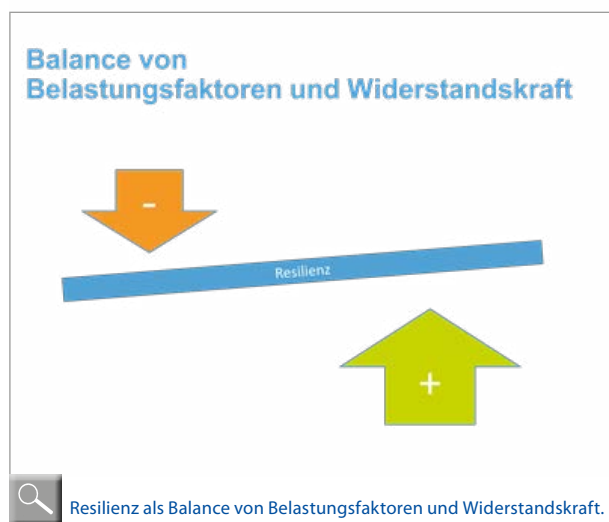 Balance von
Belastungsfaktoren und Widerstandskraft
-
Resilienz
+
Resilienz als Balance von Belastungsfaktoren und Widerstandskraft.